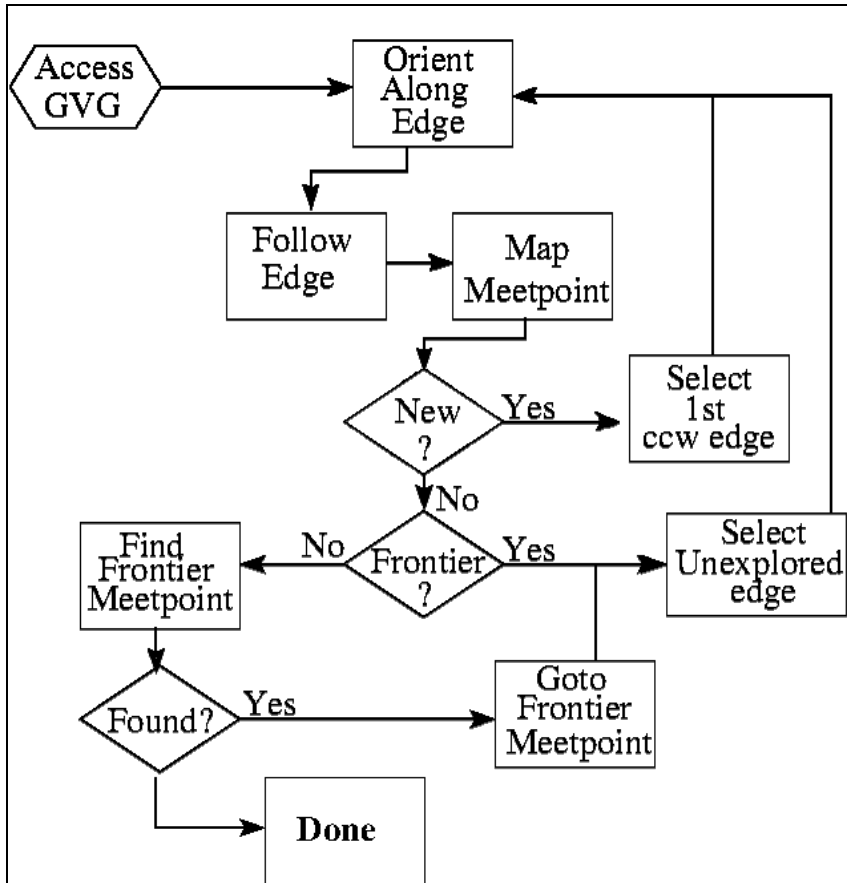 Access
GVG
Orient
Along
Edge
Follow
Edge
Map
Meetpoint
New
?
Yes
Select
1st
ccw edge
No
Find
Frontier
Meetpoint
No
Frontier
?
Yes
Select
Unexplored
edge
Found?
Yes
Goto
Frontier
Meetpoint
Done